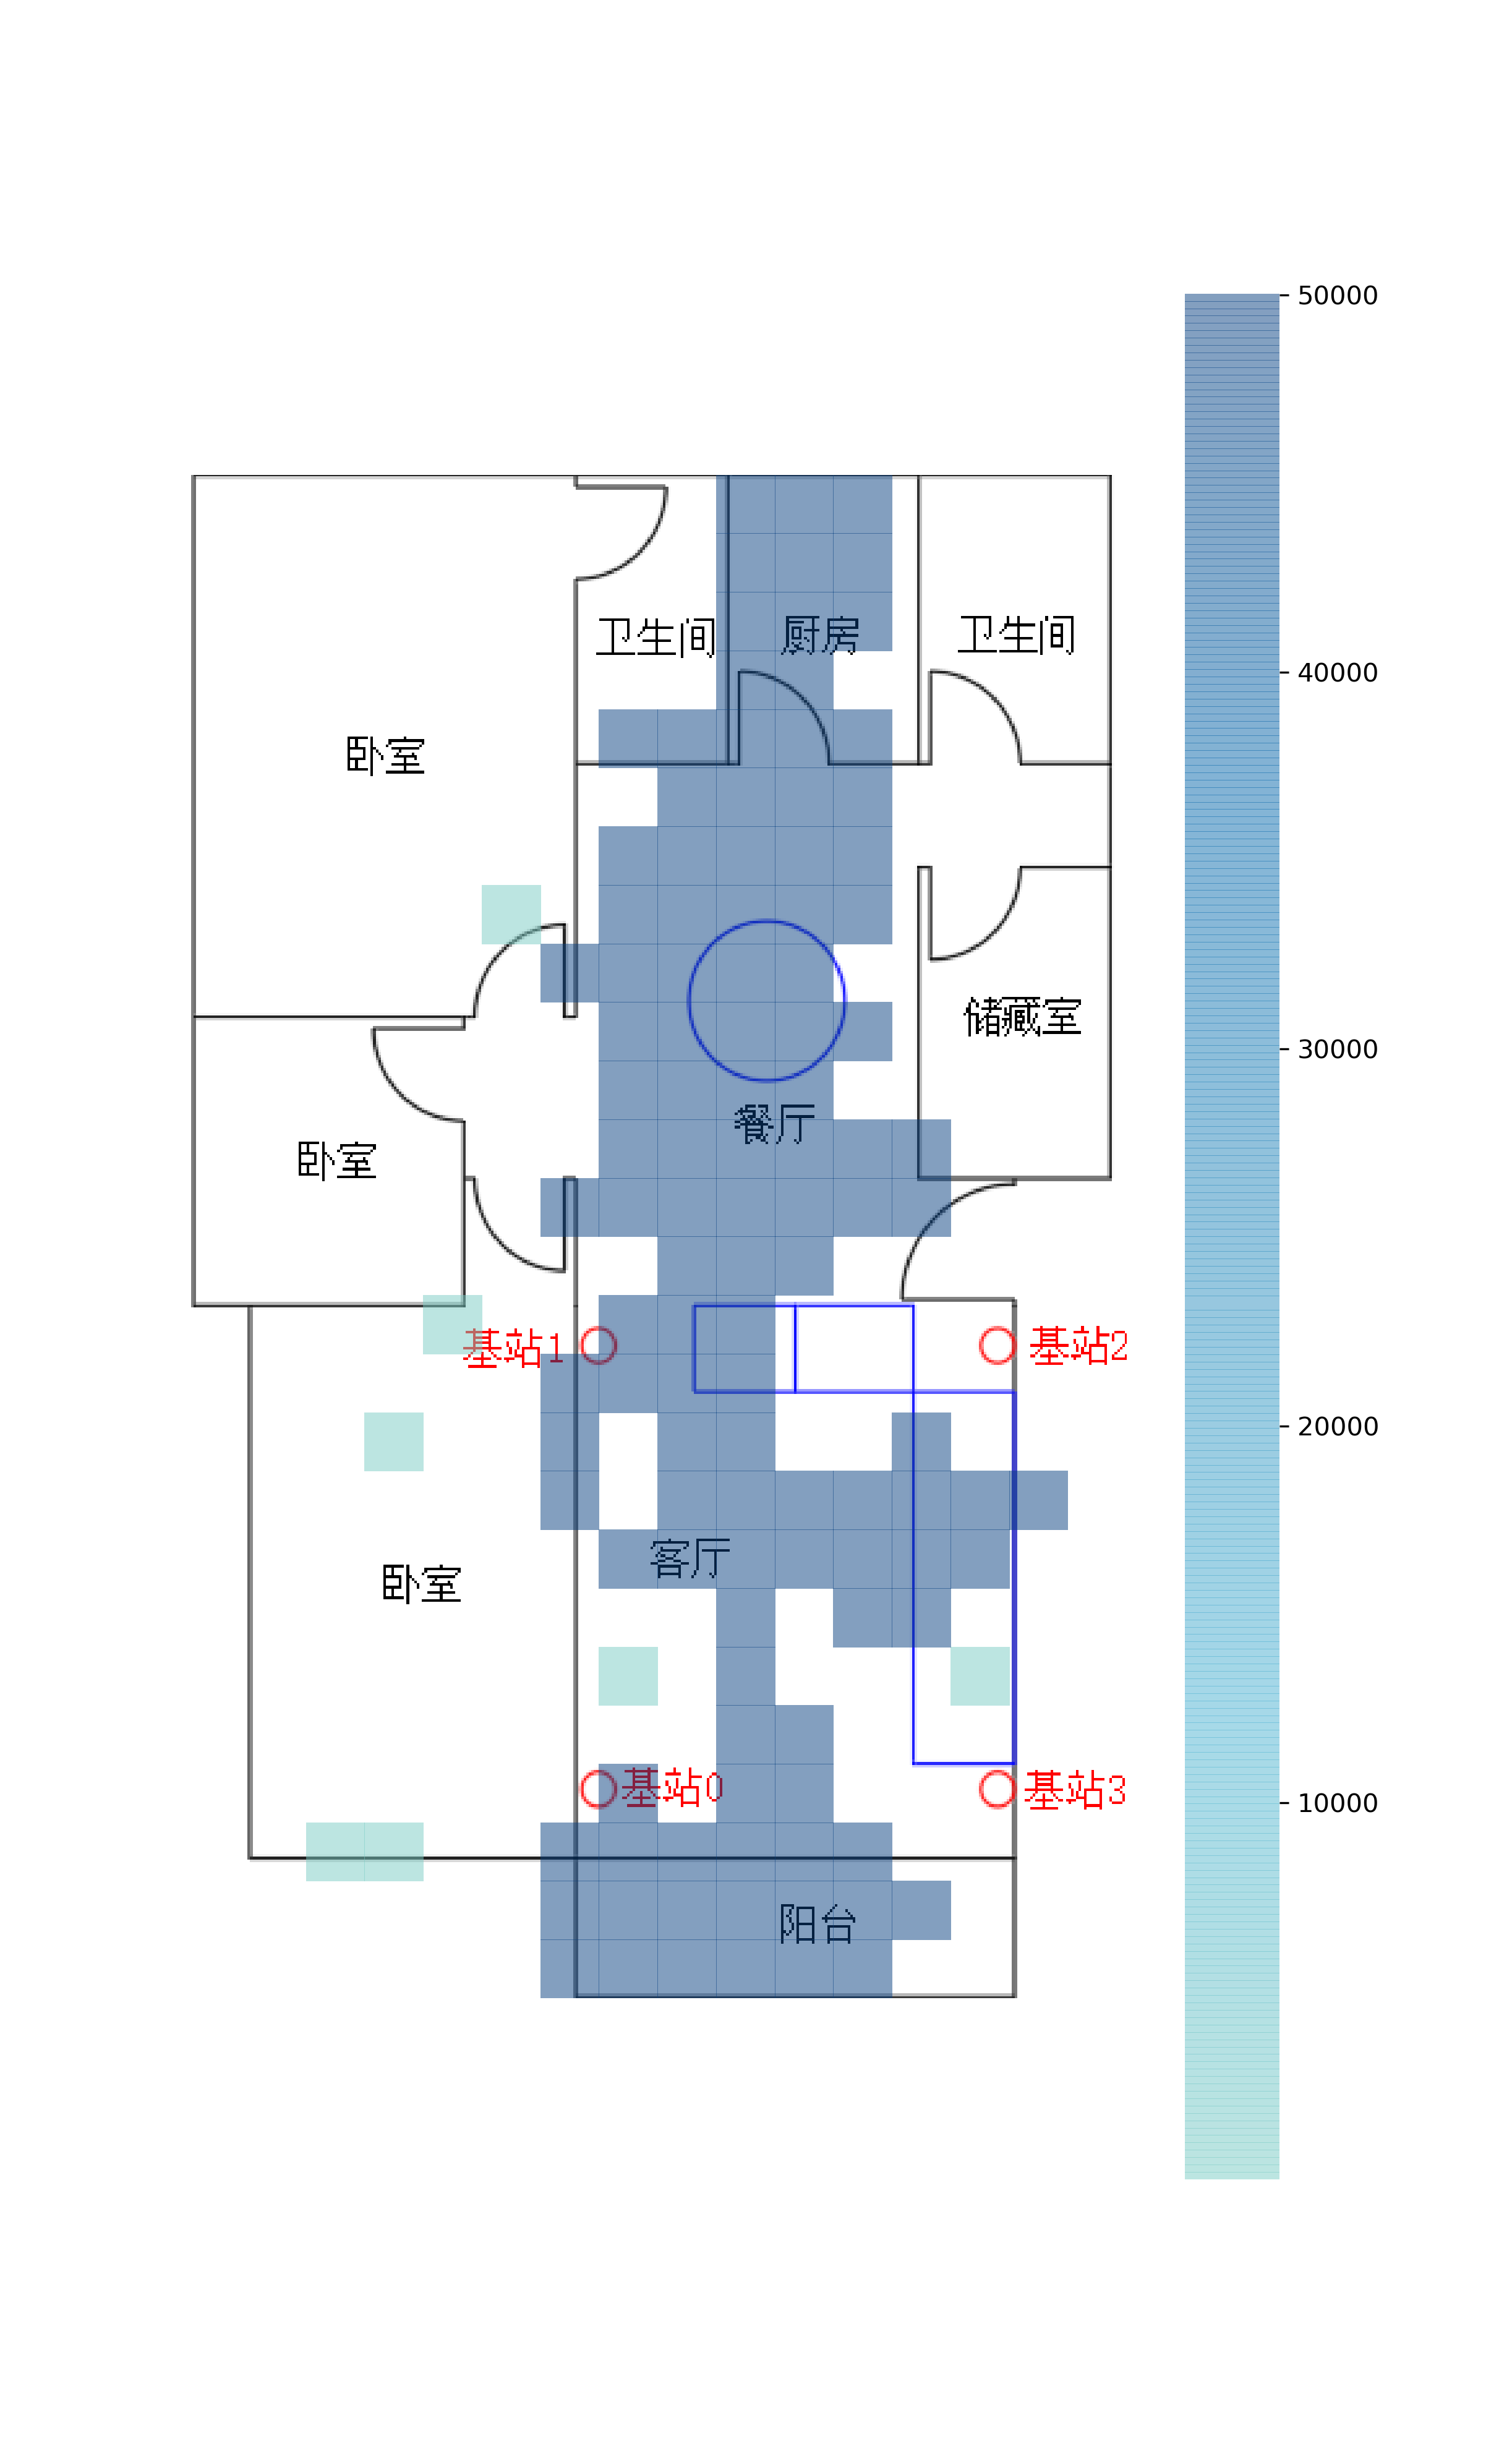 50000
卫生间
厨房
卫生间
40000
卧室
储藏室
30000
餐厅
卧室
基站1
基站2
20000
客厅
卧室
基站0
基站3
10000
阳台